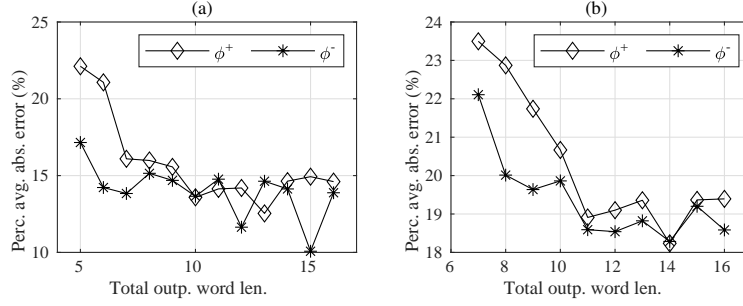 (a)
25
20
15
10
5 10 15
Perc. avg. abs. error (%)
Total outp. word len.
ϕ+ ϕ-
(b)
24
23
22
21
20
19
18
6 8 10 12 14 16
Perc. avg. abs. error (%)
Total outp. word len.
ϕ+ ϕ-